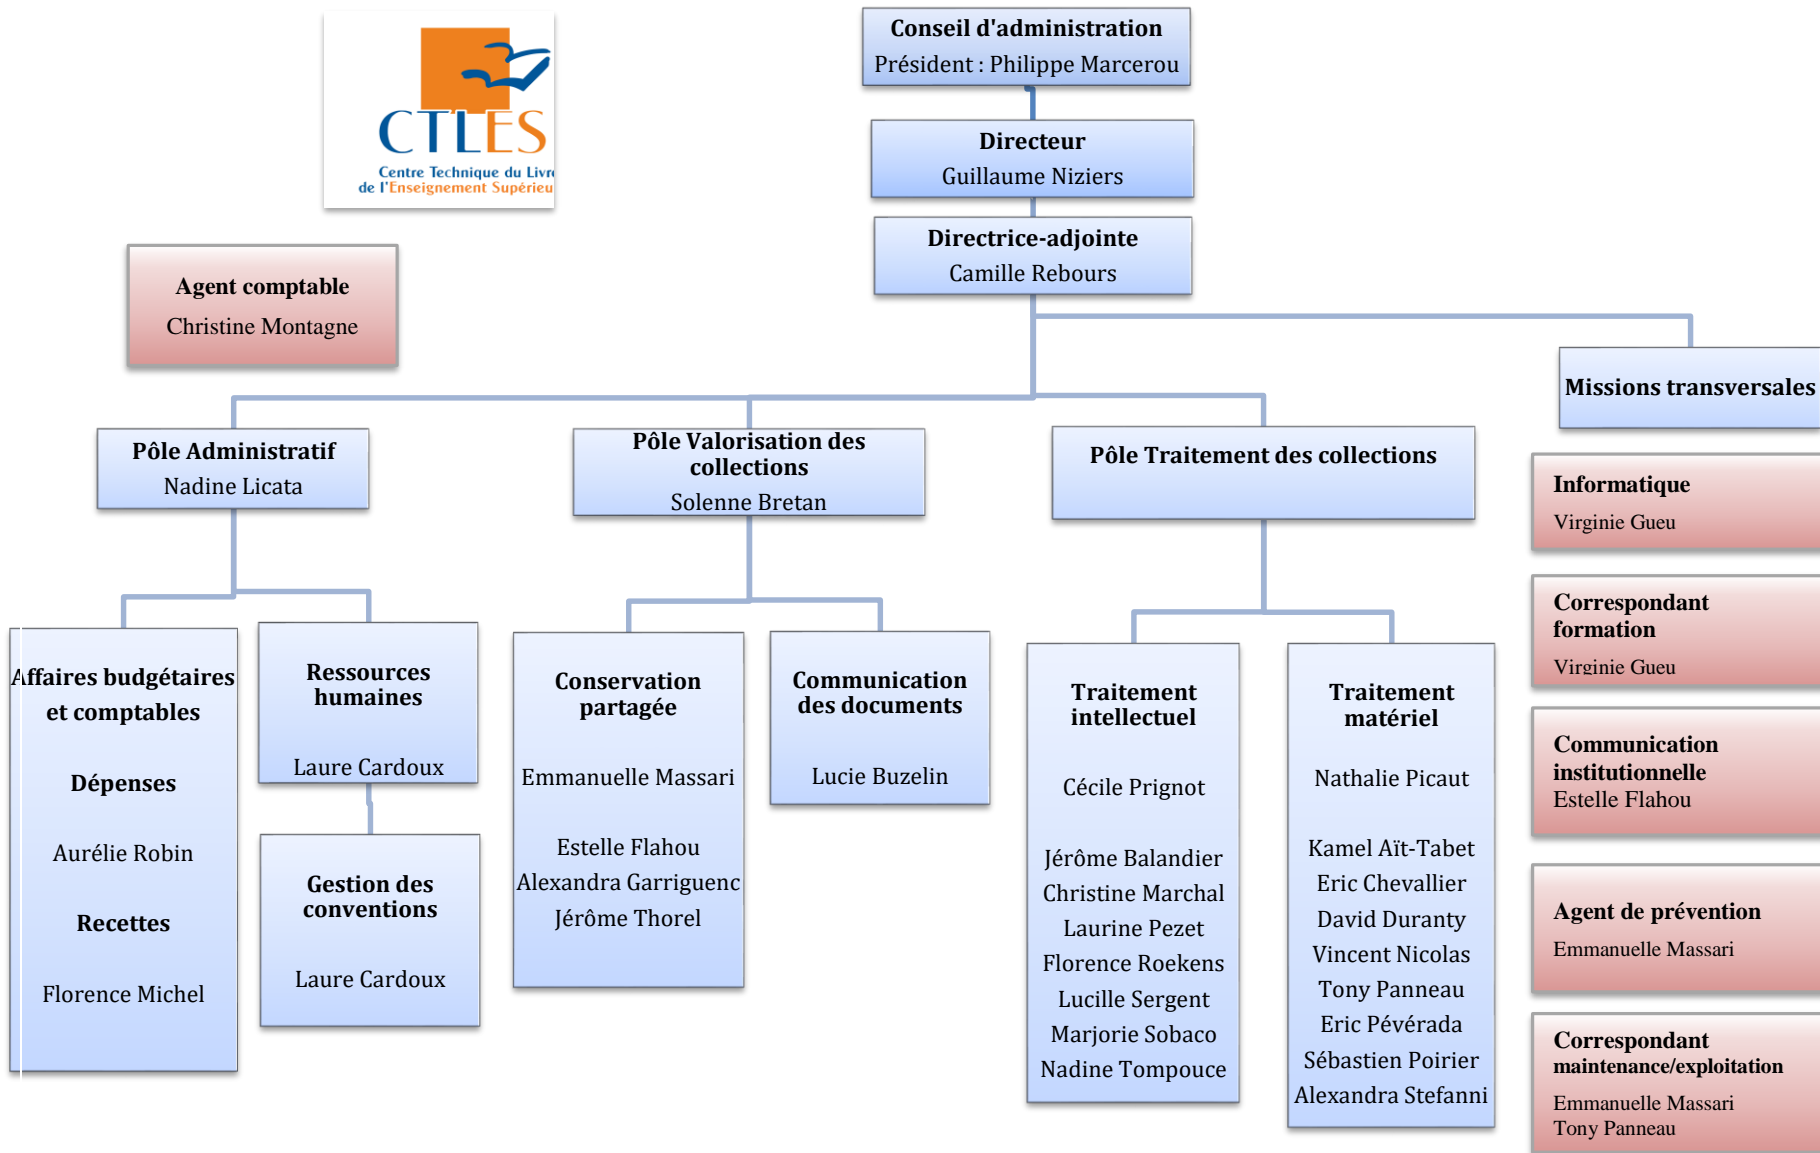 CTLES
Centre Technique du Livr
de l'Enseignement Supérieu
Conseil d'administration
Président : Philippe Marcerou
Directeur
Guillaume Niziers
Directrice-adjointe
Camille Rebours
Agent comptable
Christine Montagne
Pôle Administratif
Nadine Licata
Pôle Valorisation des
collections
Solenne Bretan
Pôle Traitement des collections
Missions transversales
Affaires budgétaires
et comptables
Dépenses
Aurélie Robin
Recettes
Florence Michel
Ressources
humaines
Laure Cardoux
Gestion des
conventions
Laure Cardoux
Conservation
partagée
Emmanuelle Massari
Estelle Flahou
Alexandra Garriguenc
Jérôme Thorel
Communication
des documents
Lucie Buzelin
Traitement
intellectuel
Cécile Prignot
Jérôme Balandier
Christine Marchal
Laurine Pezet
Florence Roekens
Lucille Sergent
Marjorie Sobaco
Nadine Tompouce
Traitement
matériel
Nathalie Picaut
Kamel Aït-Tabet
Eric Chevallier
David Duranty
Vincent Nicolas
Tony Panneau
Eric Pévérada
Sébastien Poirier
Alexandra Stefanni
Informatique
Virginie Gueu
Correspondant
formation
Virginie Gueu
Communication
institutionnelle
Estelle Flahou
Agent de prévention
Emmanuelle Massari
Correspondant
maintenance/exploitation
Emmanuelle Massari
Tony Panneau